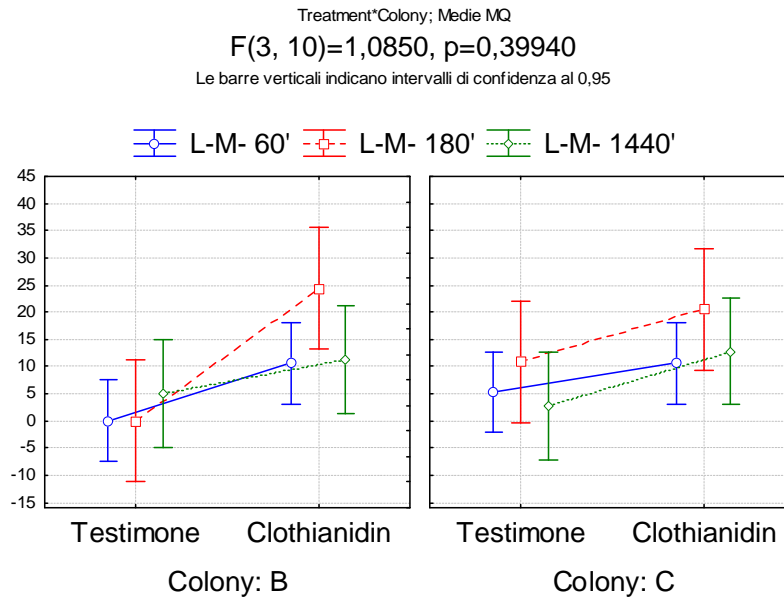 Treatment*Colony; Medie MQ
F(3, 10)=1,0850, p=0,39940
Le barre verticali indicano intervalli di confidenza al 0,95
L-M- 60' L-M- 180' L-M- 1440'
45
40
35
30
25
20
15
10
5
0
-5
-10
-15
Testimone Clothianidin
Colony: B
Testimone Clothianidin
Colony: C